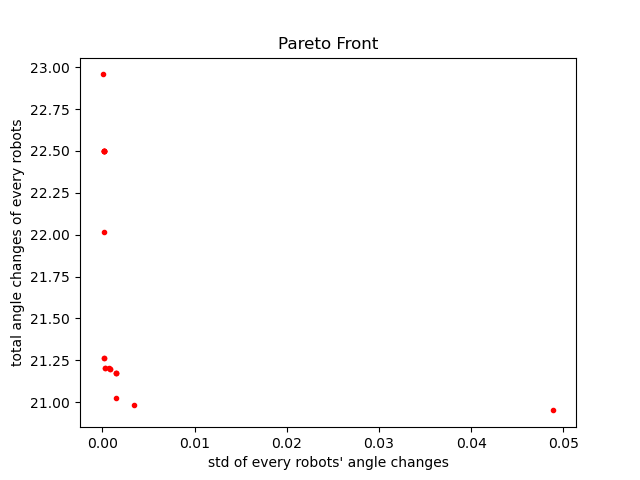 Pareto Front
total angle changes of every robots
23.00
22.75
22.50
22.25
22.00
21.75
21.50
21.25
21.00
0.00 0.01 0.02 0.03 0.04 0.05
std of every robots' angle changes